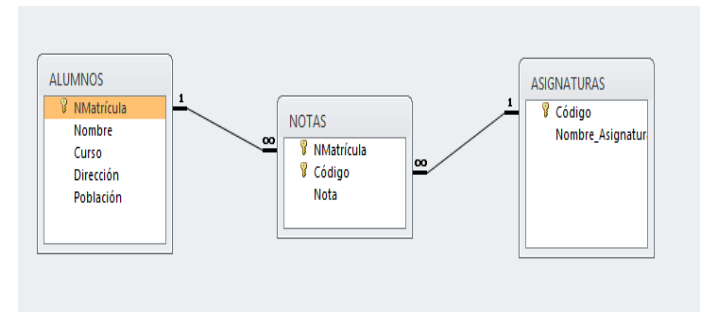 ALUMNOS
NMatrícula
Nombre
Curso
Dirección
Población
1
∞
NOTAS
NMatrícula
Código
Nota
∞
1
ASIGNATURAS
Código
Nombre_Asignatur